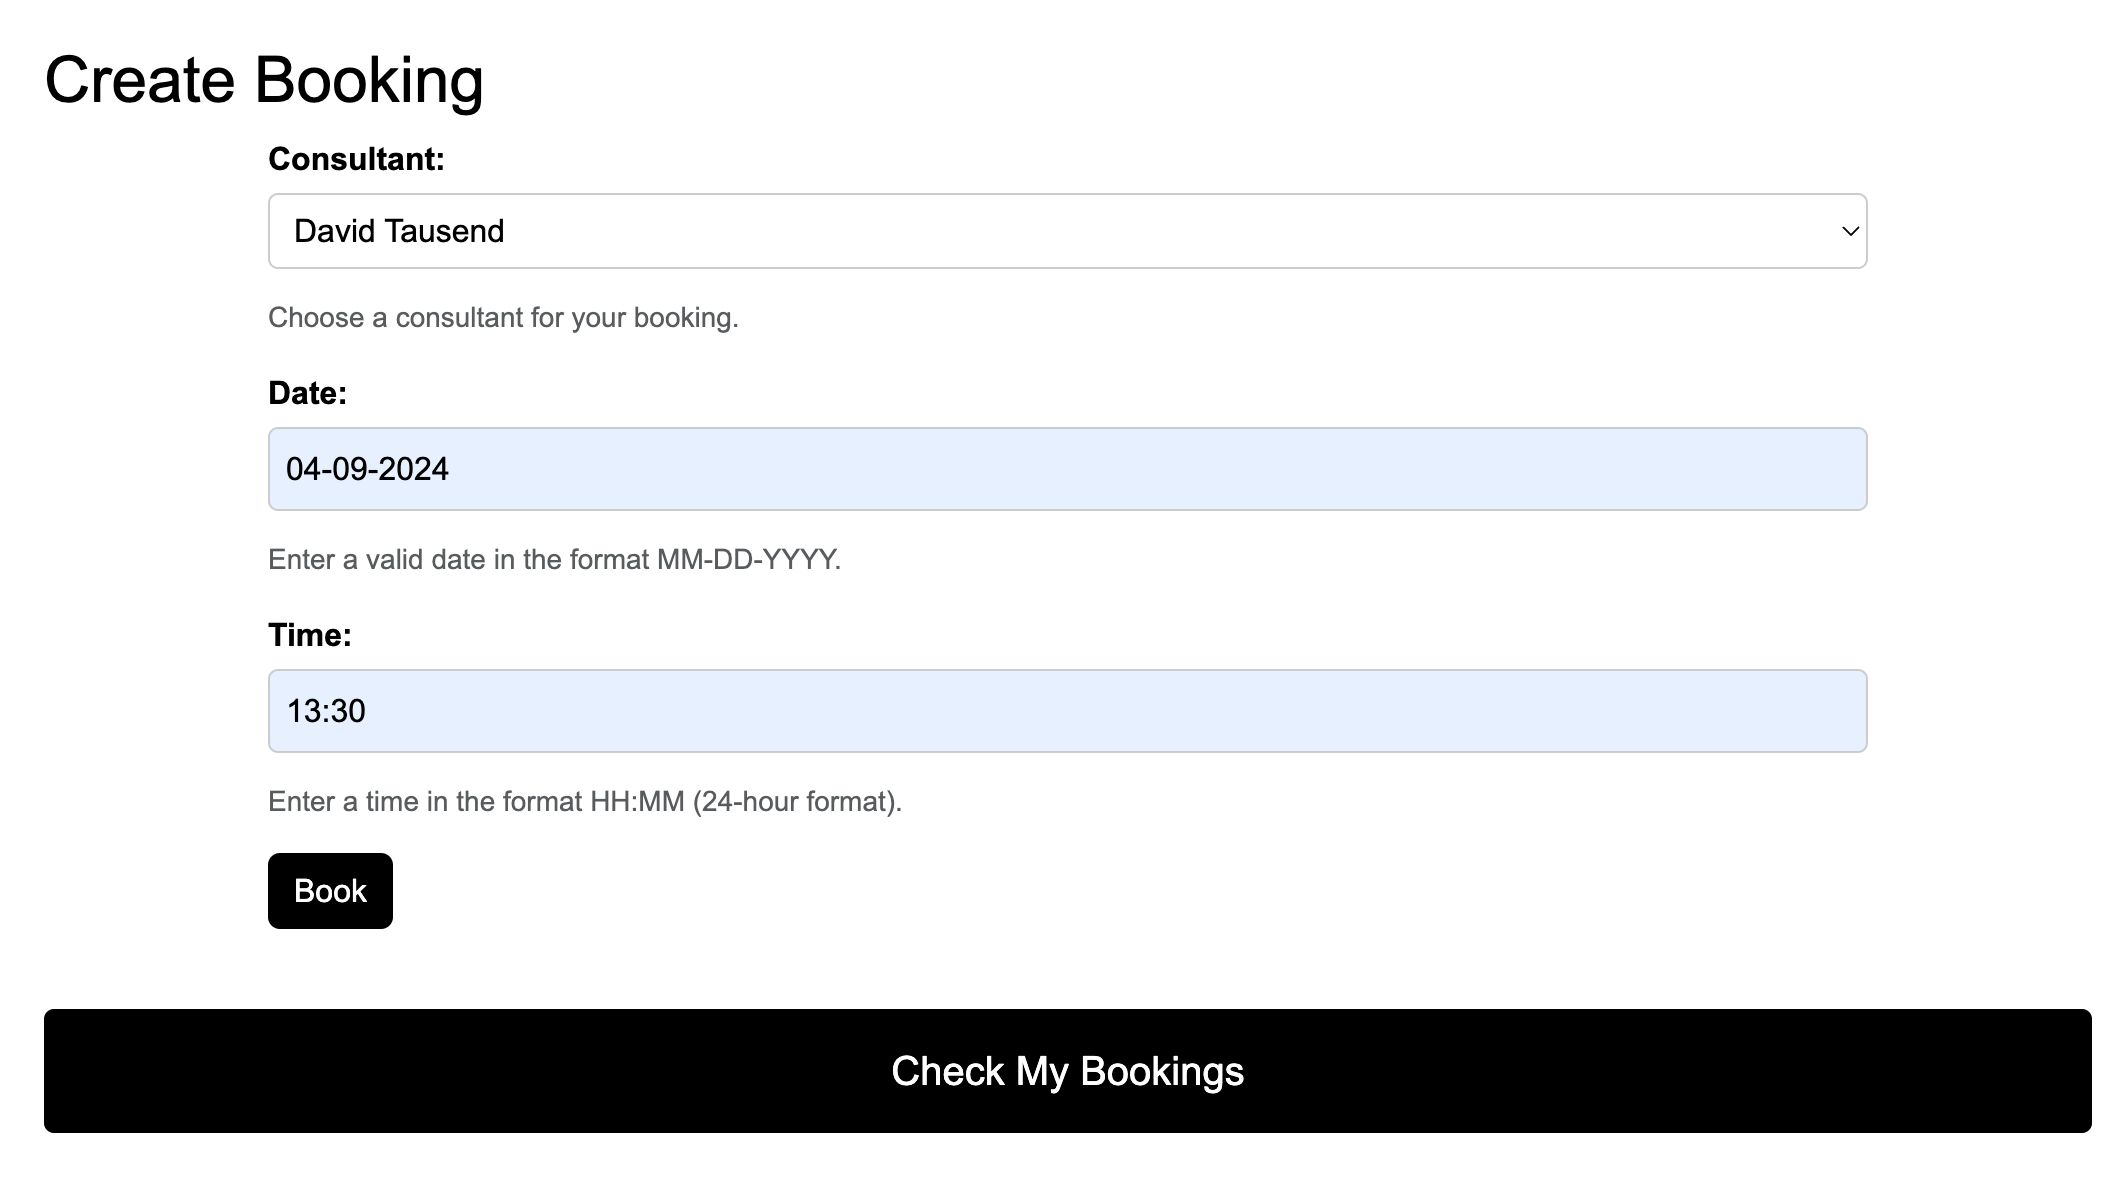 Create Booking
Consultant:
David Tausend
Choose a consultant for your booking.
Date:
04-09-2024
Enter a valid date in the format MM-DD-YYYY.
Time:
13:30
Enter a time in the format HH:MM (24-hour format).
Book
Check My Bookings